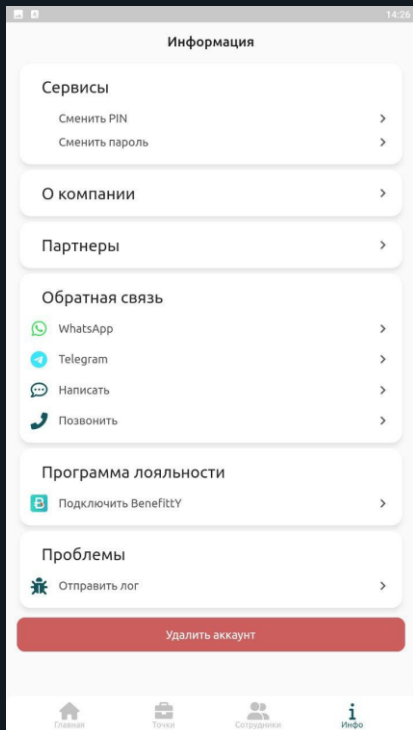 14:26
Информация
Сервисы
Сменить PIN
Сменить пароль
О компании
Партнеры
Обратная связь
WhatsApp
Telegram
Написать
Позвонить
Программа лояльности
Подключить BenefittY
Проблемы
Отправить лог
Удалить аккаунт
Главная Точки Сотрудники Инфо